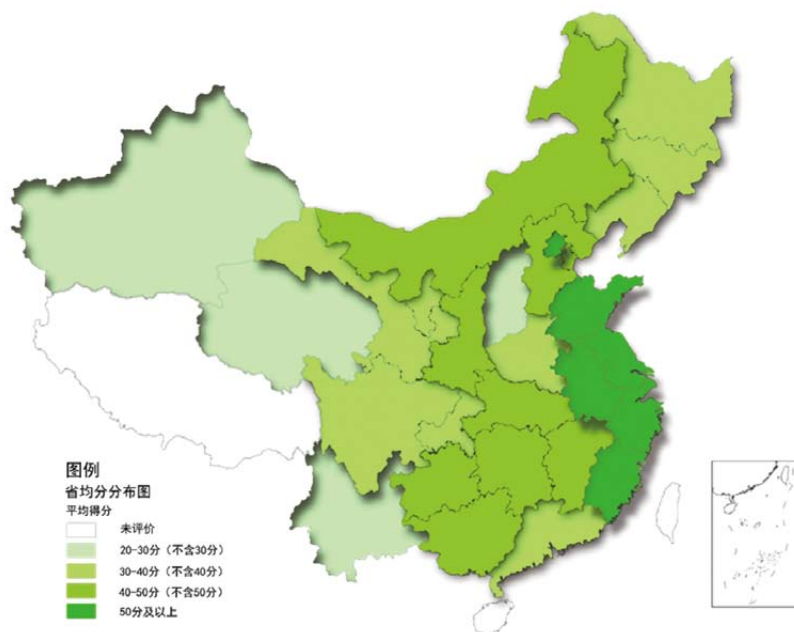 图例
省均分分布图
平均得分
未评价
20-30分（不含30分）
30-40分（不含40分）
40-50分（不含50分）
50分及以上